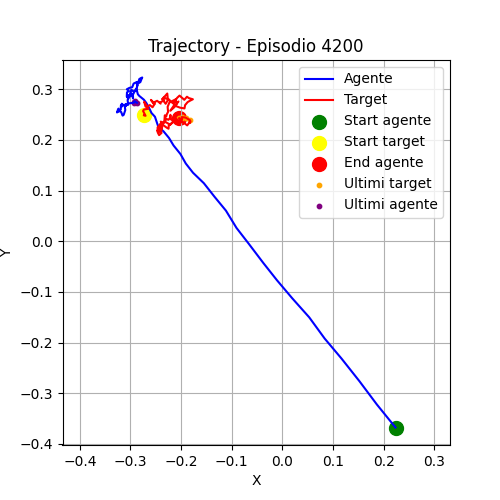 Trajectory - Episodio 4200
Agente
Target
Start agente
Start target
End agente
Ultimi target
Ultimi agente
0.3
0.2
0.1
0.0
−0.1
−0.2
−0.3
−0.4
Y
−0.4
−0.3
−0.2
−0.1
0.0
0.1
0.2
0.3
X